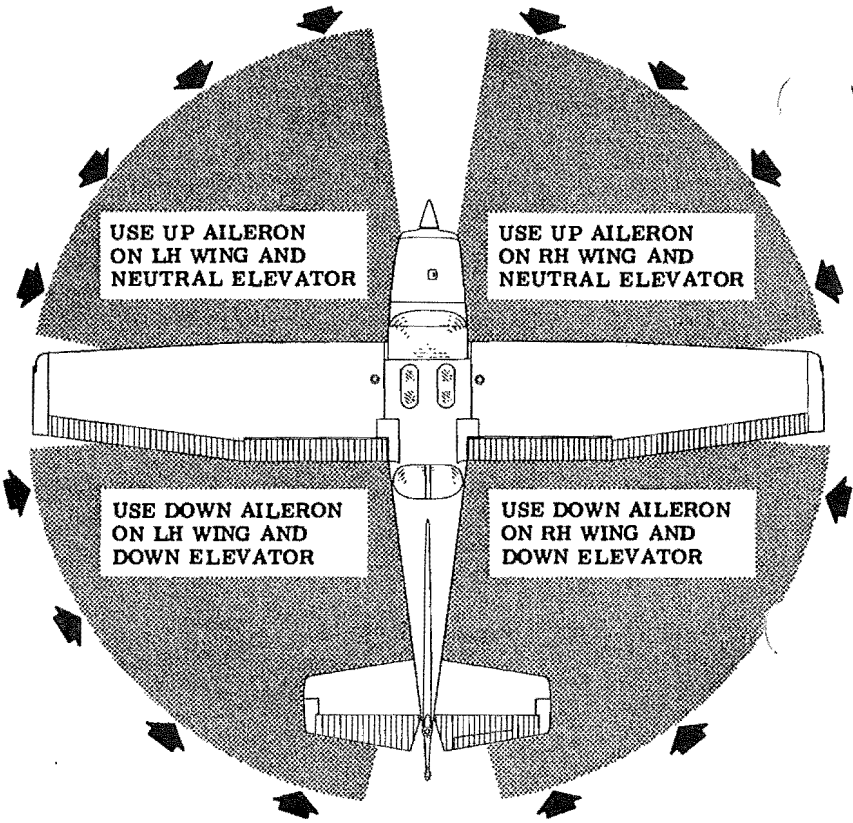 USE UP AILERON
ON LH WING AND
NEUTRAL ELEVATOR
USE UP AILERON
ON RH WING AND
NEUTRAL ELEVATOR
USE DOWN AILERON
ON LH WING AND
DOWN ELEVATOR
USE DOWN AILERON
ON RH WING AND
DOWN ELEVATOR